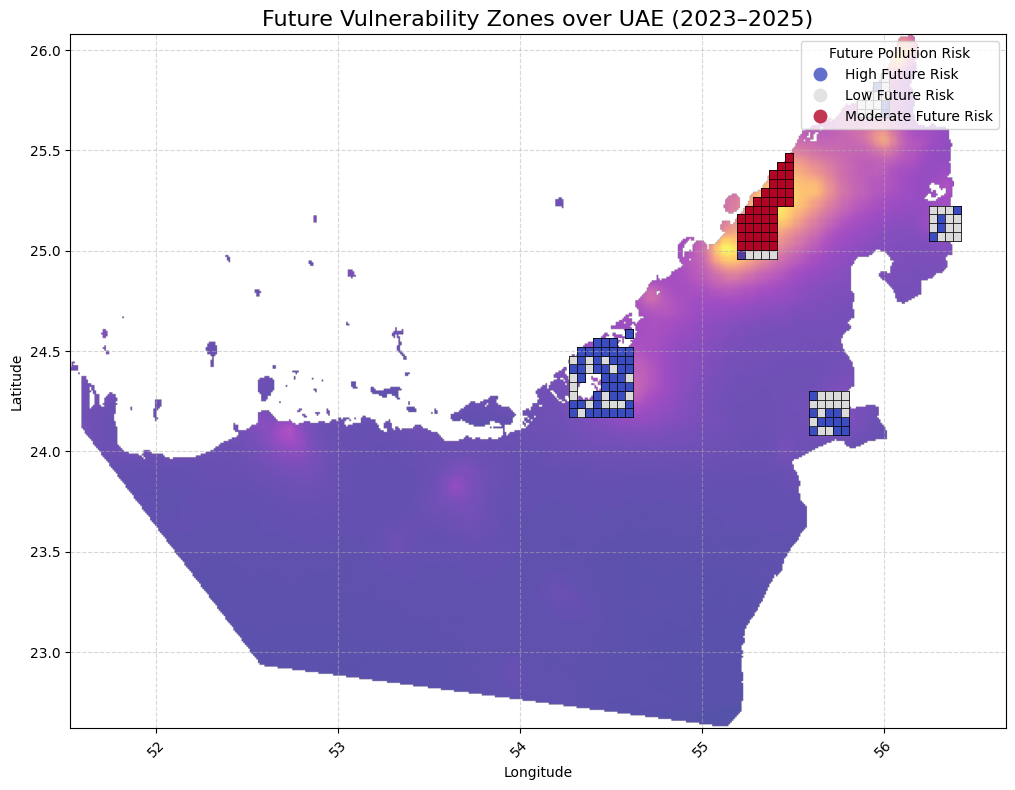 Future Vulnerability Zones over UAE (2023–2025)
Future Pollution Risk
High Future Risk
Low Future Risk
Moderate Future Risk
26.0
25.5
25.0
24.5
24.0
23.5
23.0
Latitude
52
53
54
55
56
Longitude